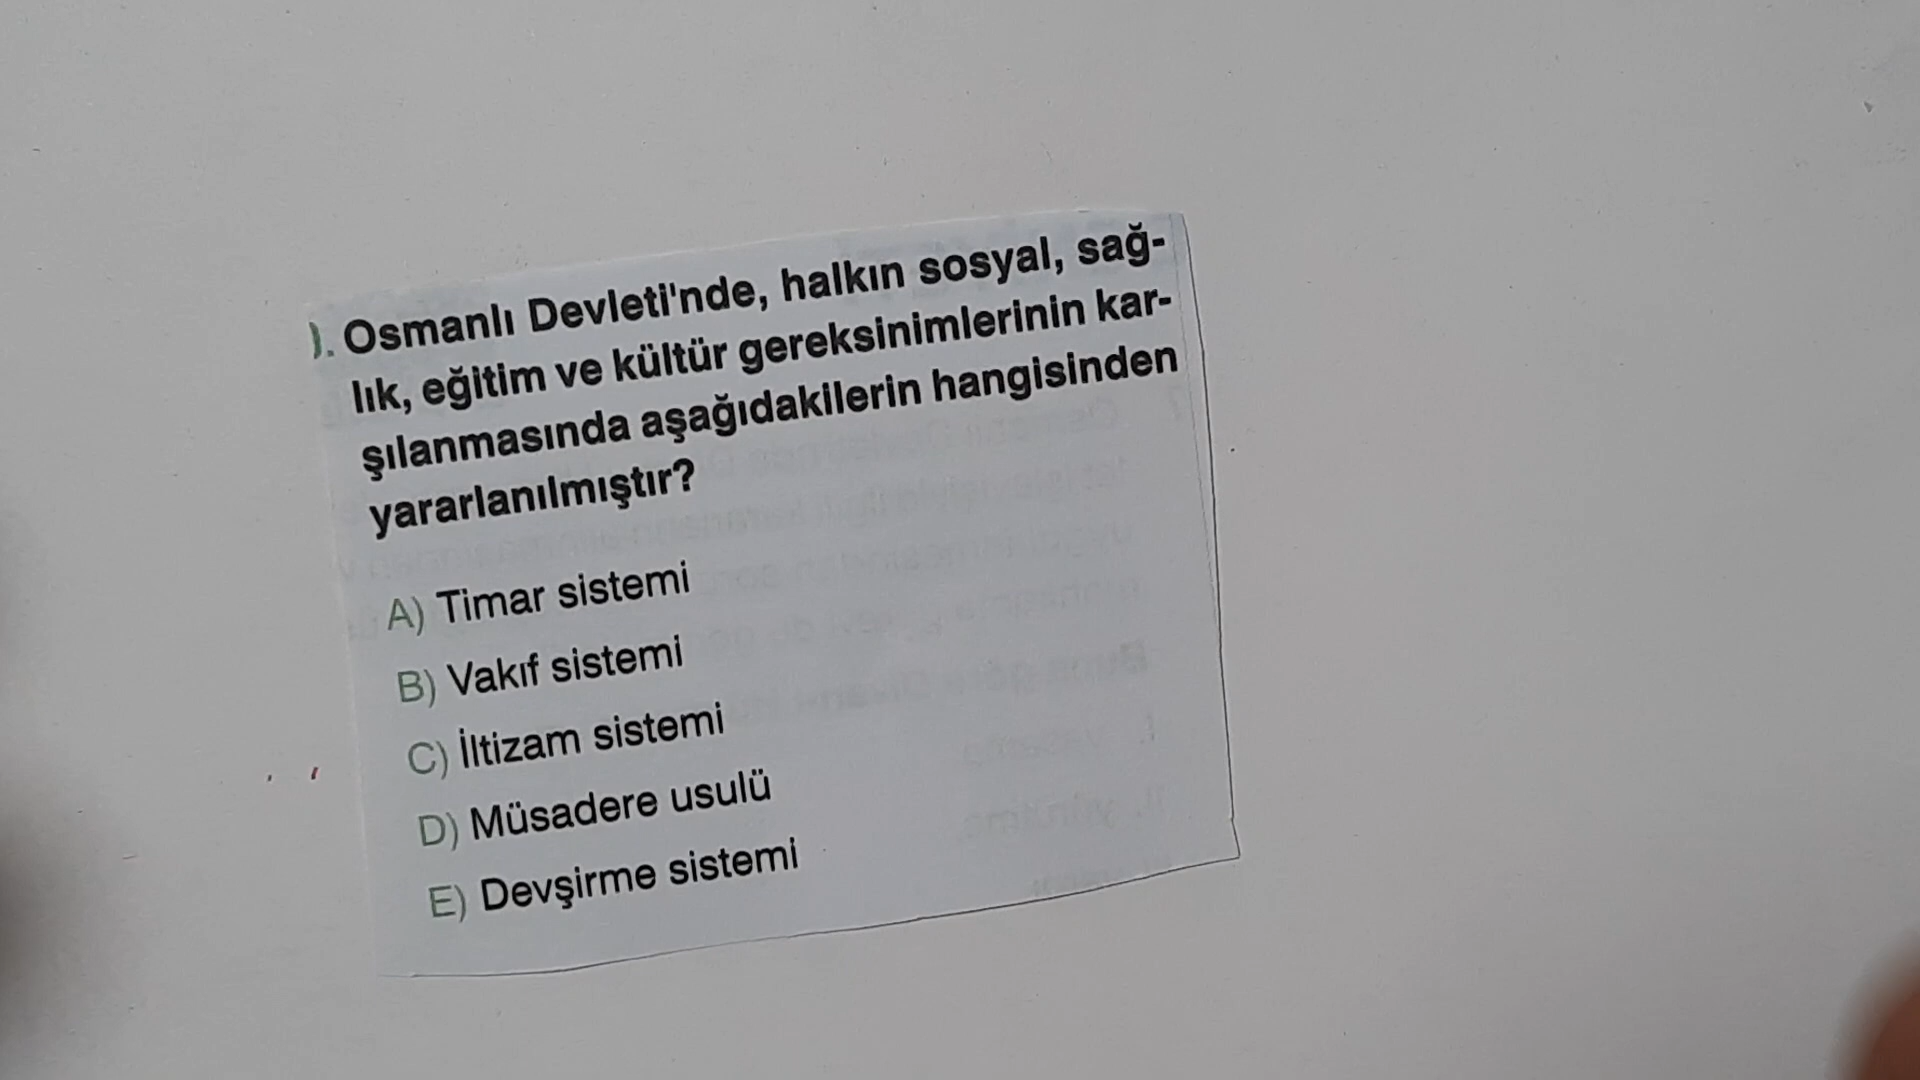 ). Osmanlı Devleti'nde, halkın sosyal, sağ-
lık, eğitim ve kültür gereksinimlerinin kar-
şılanmasında aşağıdakilerin hangisinden
yararlanılmıştır?
A) Timar sistemi
B) Vakıf sistemi
C) İltizam sistemi
D) Müsadere usulü
E) Devşirme sistemi